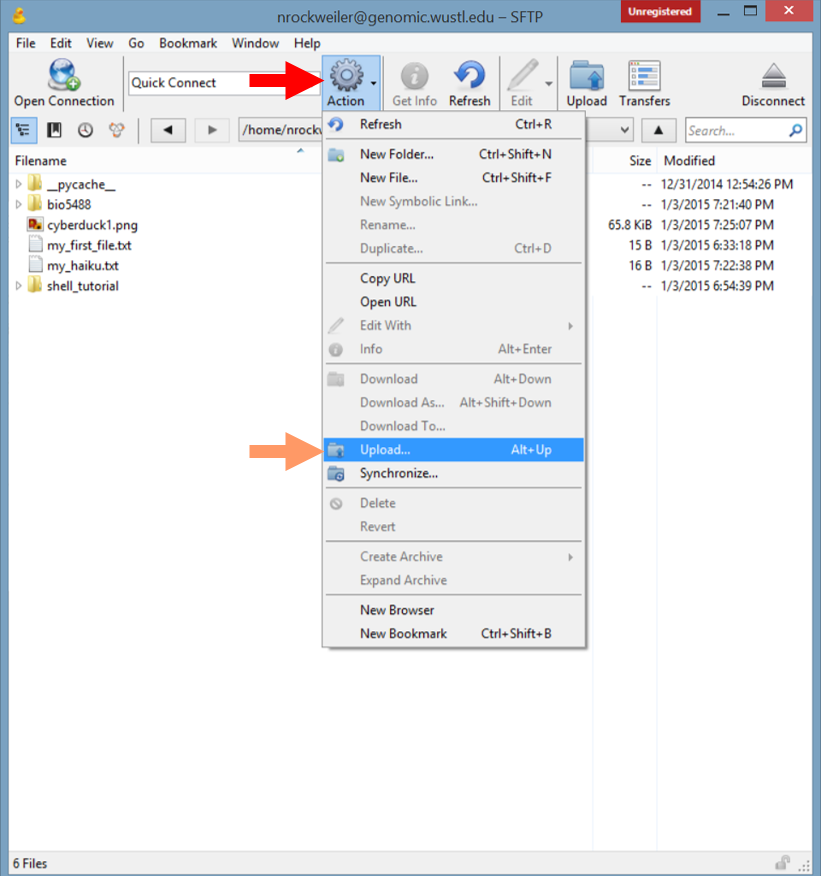 nrockweiler@genomic.wustl.edu – SFTP
Unregistered
File Edit View Go Bookmark Window Help
Open Connection
Quick Connect
Action
Get Info
Refresh
Edit
Upload
Transfers
Disconnect
/home/nrockw
Search...
Filename Size Modified
__pycache__ -- 12/31/2014 12:54:26 PM
bio5488 -- 1/3/2015 7:21:40 PM
cyberduck1.png 65.8 KiB 1/3/2015 7:25:07 PM
my_first_file.txt 15 B 1/3/2015 6:33:18 PM
my_haiku.txt 16 B 1/3/2015 7:22:38 PM
shell_tutorial -- 1/3/2015 6:54:39 PM
Refresh Ctrl+R
New Folder... Ctrl+Shift+N
New File... Ctrl+Shift+F
New Symbolic Link...
Rename...
Duplicate... Ctrl+D
Copy URL
Open URL
Edit With
Info Alt+Enter
Download Alt+Down
Download As... Alt+Shift+Down
Download To...
Upload... Alt+Up
Synchronize...
Delete
Revert
Create Archive
Expand Archive
New Browser
New Bookmark Ctrl+Shift+B
6 Files